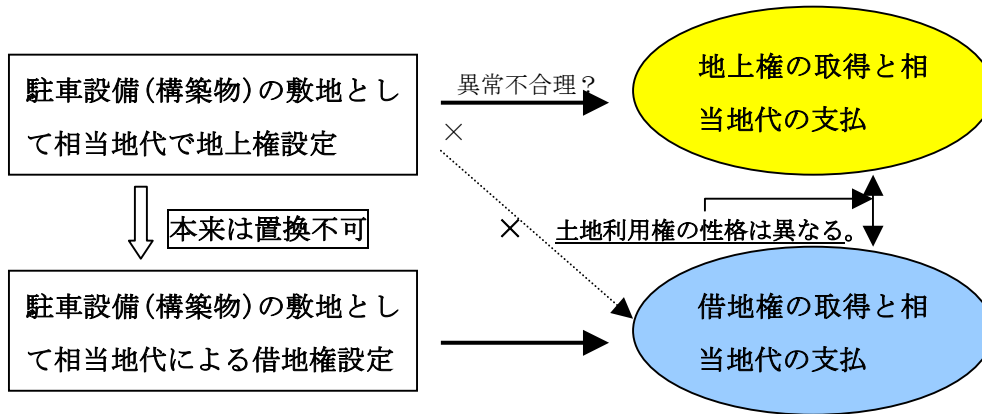 駐車設備(構築物)の敷地とし
て相当地代で地上権設定
異常不合理？
×
地上権の取得と相
当地代の支払
本来は置換不可
×
土地利用権の性格は異なる。
駐車設備(構築物)の敷地とし
て相当地代による借地権設定
借地権の取得と相
当地代の支払